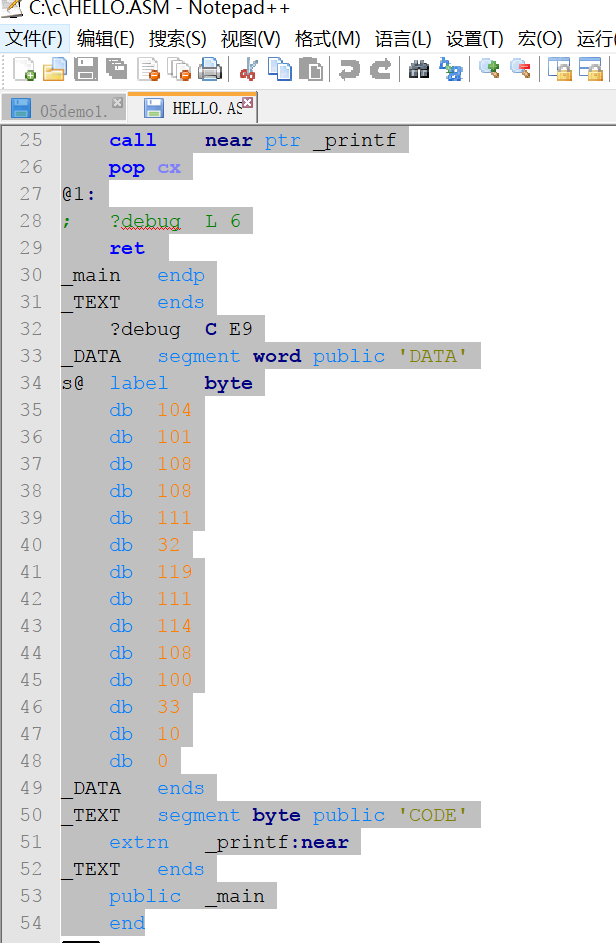 C:\c\HELLO.ASM - Notepad++
文件(F) 编辑(E) 搜索(S) 视图(V) 格式(M) 语言(L) 设置(T) 宏(O) 运行(
05demo1. HELLO.AS
25 call near ptr _printf
26 pop cx
27 @1:
28 ; ?debug L 6
29 ret
30 _main endp
31 _TEXT ends
32 ?debug C E9
33 _DATA segment word public 'DATA'
34 s@ label byte
35 db 104
36 db 101
37 db 108
38 db 108
39 db 111
40 db 32
41 db 119
42 db 111
43 db 114
44 db 108
45 db 100
46 db 33
47 db 10
48 db 0
49 _DATA ends
50 _TEXT segment byte public 'CODE'
51 extrn _printf:near
52 _TEXT ends
53 public _main
54 end